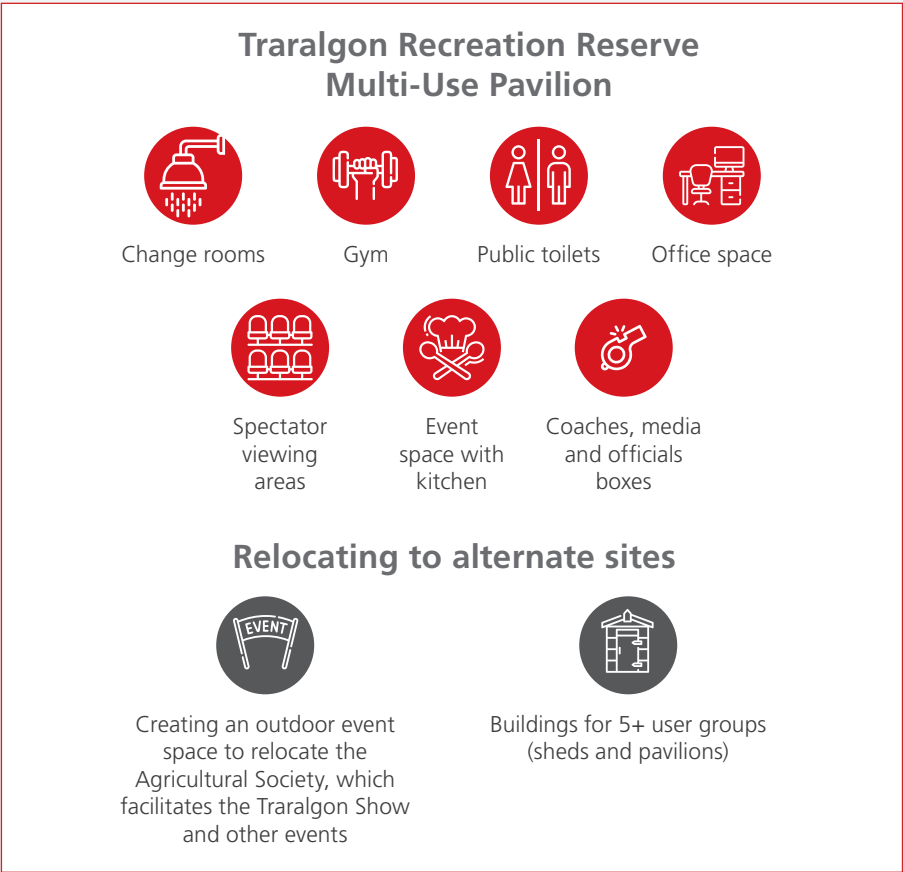 Traralgon Recreation Reserve
Multi-Use Pavilion
Change rooms
Gym
Public toilets
Office space
Spectator
viewing
areas
Event
space with
kitchen
Coaches, media
and officials
boxes
Relocating to alternate sites
EVENT
Creating an outdoor event
space to relocate the
Agricultural Society, which
facilitates the Traralgon Show
and other events
Buildings for 5+ user groups
(sheds and pavilions)